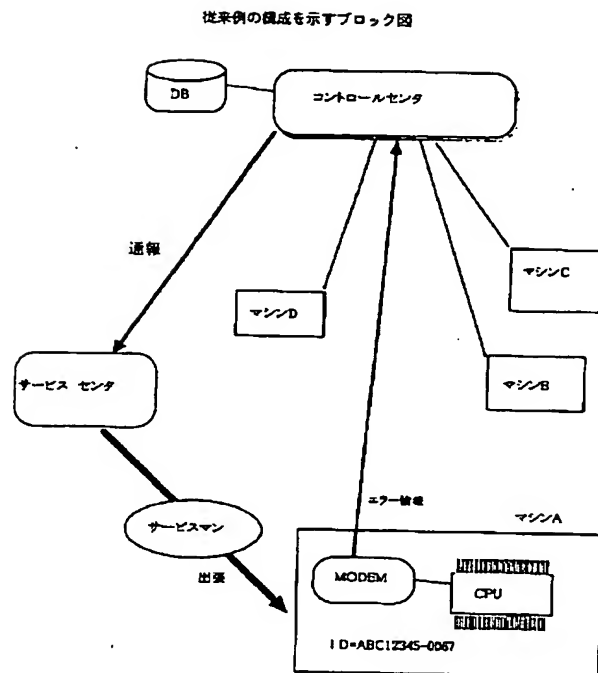 従来例の構成を示すブロック図
DB
コントロールセンタ
通報
マシンC
マシンD
サービス センタ
マシンB
エラー情報
マシンA
サービスマン
出張
MODEM
CPU
ID=ABC12345-0067